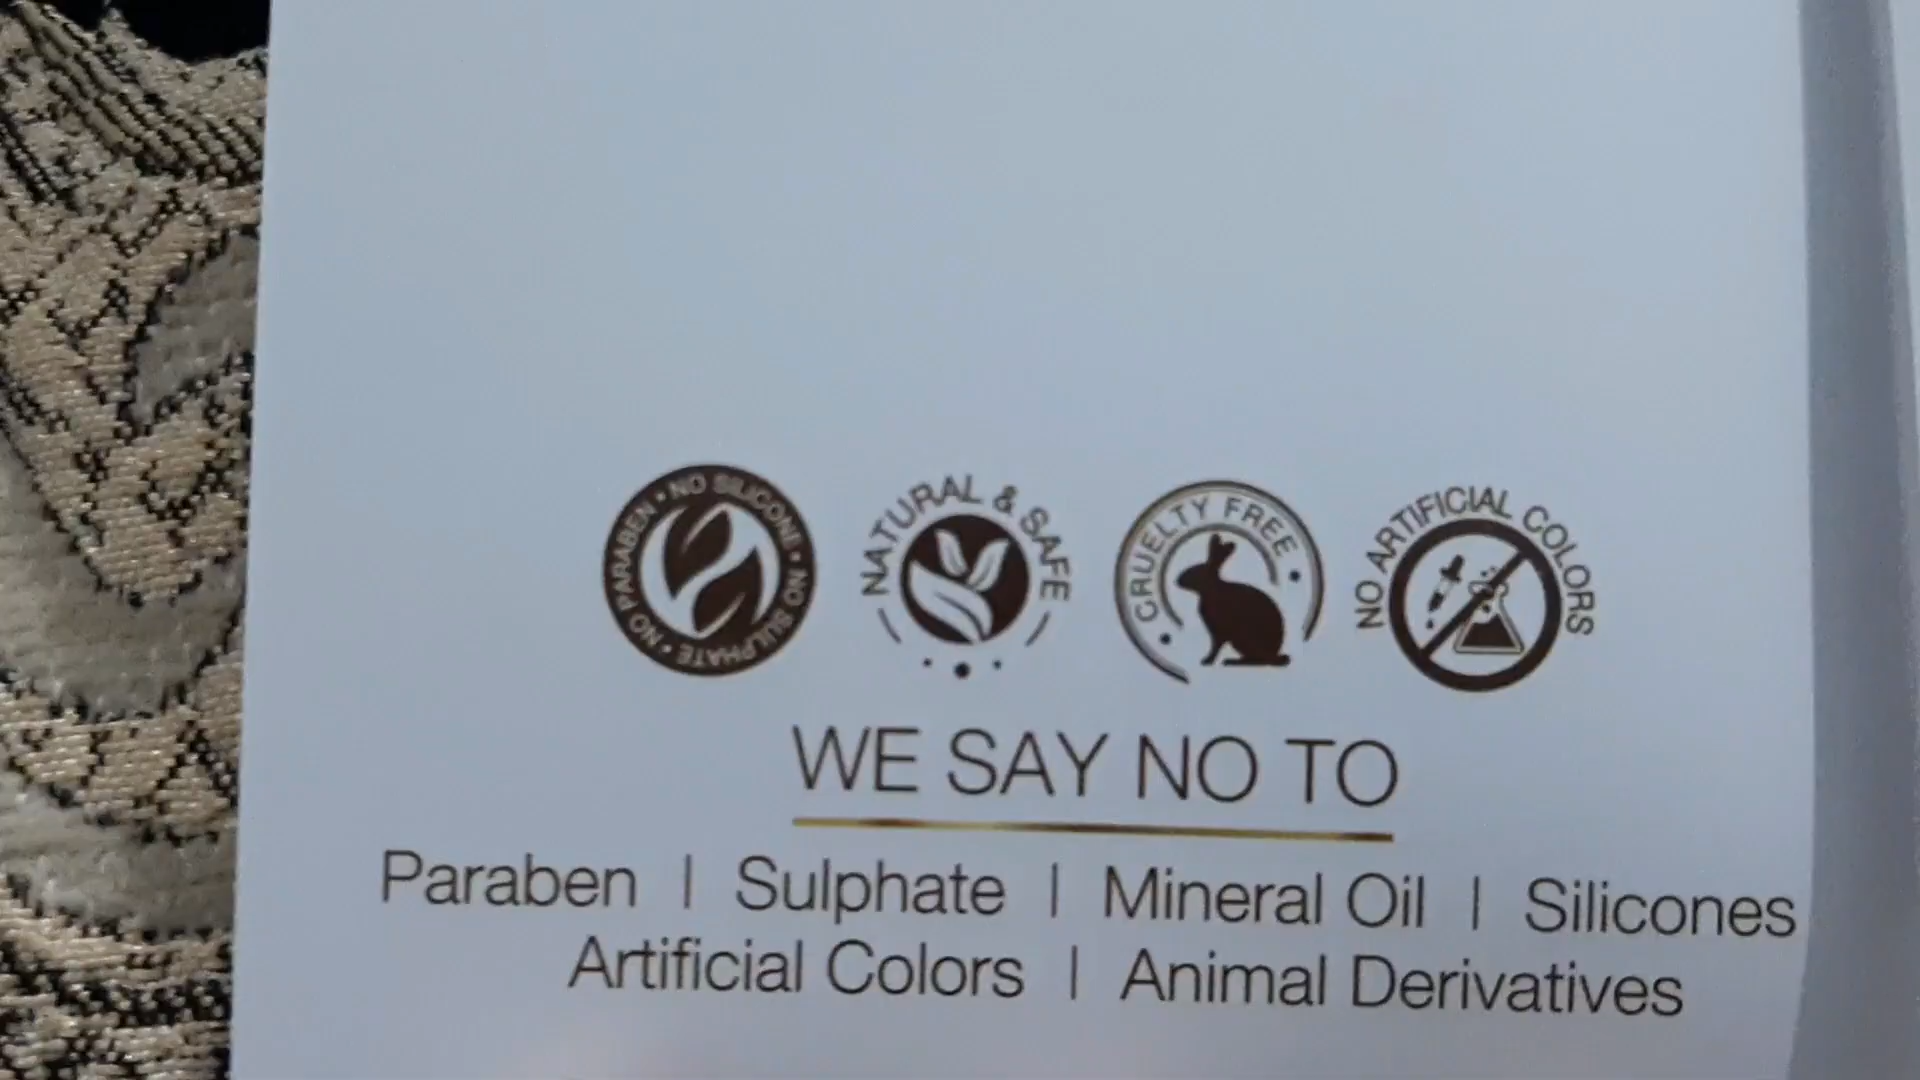 NO PARABEN • NO SILICONE • NO SULPHATE •
NATURAL & SAFE
• CRUELTY FREE •
NO ARTIFICIAL COLORS
WE SAY NO TO
Paraben | Sulphate | Mineral Oil | Silicones
Artificial Colors | Animal Derivatives